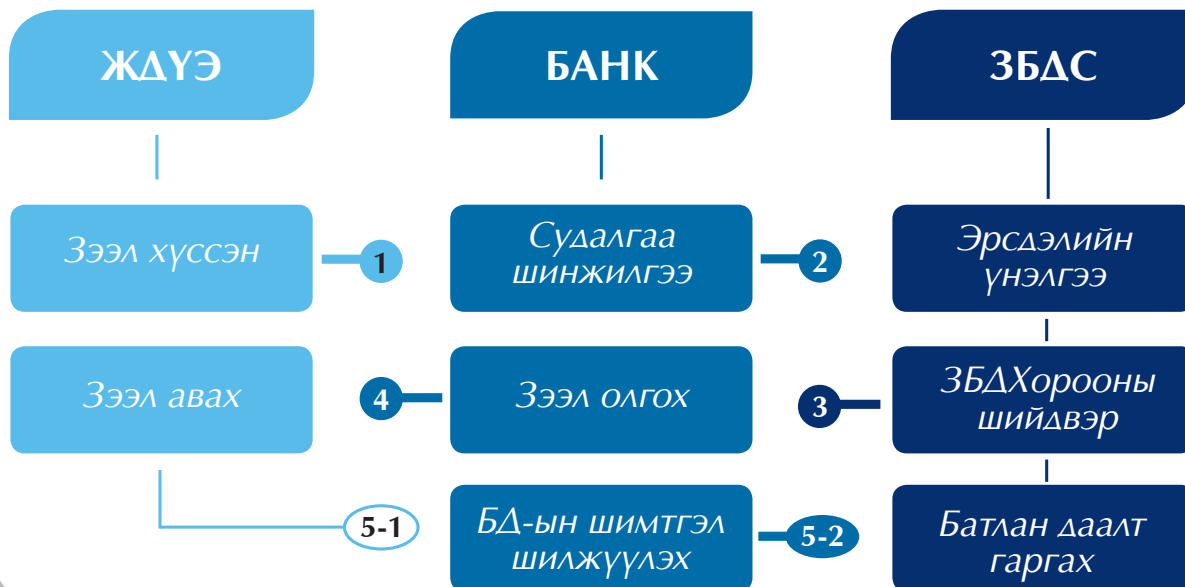 ЖДҮЭ
БАНК
ЗБДС
Зээл хүссэн
1
Судалгаа
шинжилгээ
2
Эрсдэлийн
үнэлгээ
Зээл авах
4
Зээл олгох
3
ЗБДХорооны
шийдвэр
5-1
БД-ын шимтгэл
шилжүүлэх
5-2
Батлан даалт
гаргах